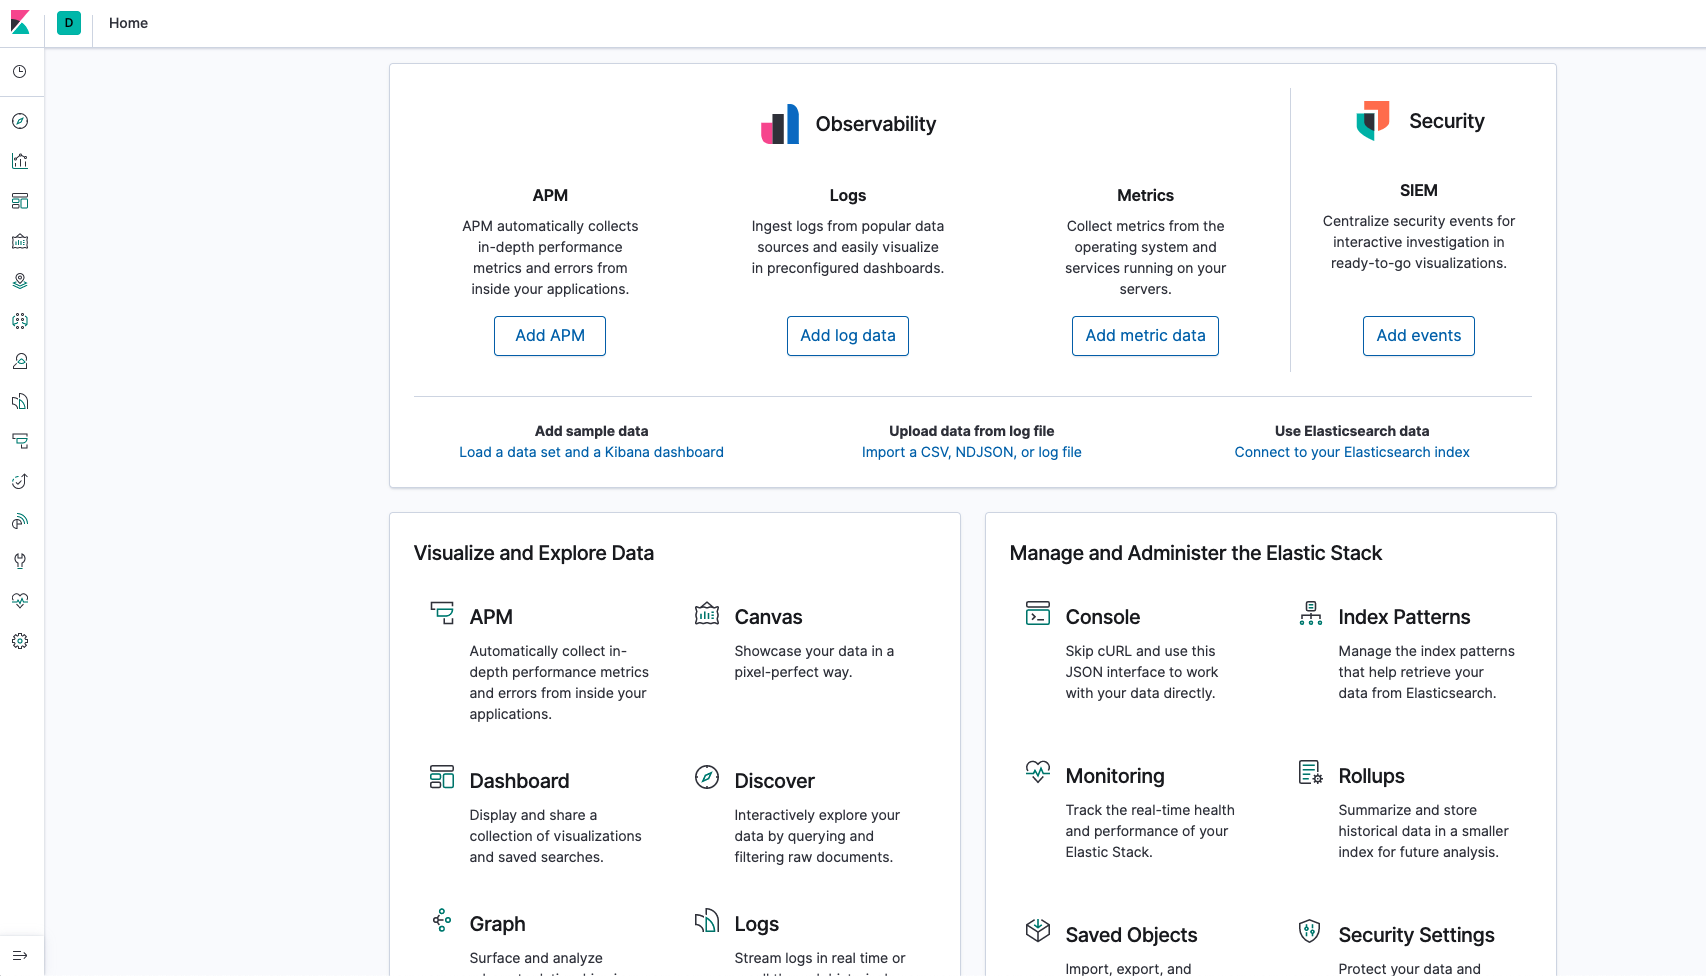 D
Home
Observability
Security
APM
APM automatically collects
in-depth performance
metrics and errors from
inside your applications.
Add APM
Logs
Ingest logs from popular data
sources and easily visualize
in preconfigured dashboards.
Add log data
Metrics
Collect metrics from the
operating system and
services running on your
servers.
Add metric data
SIEM
Centralize security events for
interactive investigation in
ready-to-go visualizations.
Add events
Add sample data
Load a data set and a Kibana dashboard
Upload data from log file
Import a CSV, NDJSON, or log file
Use Elasticsearch data
Connect to your Elasticsearch index
Visualize and Explore Data
APM
Automatically collect in-
depth performance metrics
and errors from inside your
applications.
Canvas
Showcase your data in a
pixel-perfect way.
Dashboard
Display and share a
collection of visualizations
and saved searches.
Discover
Interactively explore your
data by querying and
filtering raw documents.
Graph
Surface and analyze
Logs
Stream logs in real time or
Manage and Administer the Elastic Stack
Console
Skip cURL and use this
JSON interface to work
with your data directly.
Index Patterns
Manage the index patterns
that help retrieve your
data from Elasticsearch.
Monitoring
Track the real-time health
and performance of your
Elastic Stack.
Rollups
Summarize and store
historical data in a smaller
index for future analysis.
Saved Objects
Import, export, and
Security Settings
Protect your data and